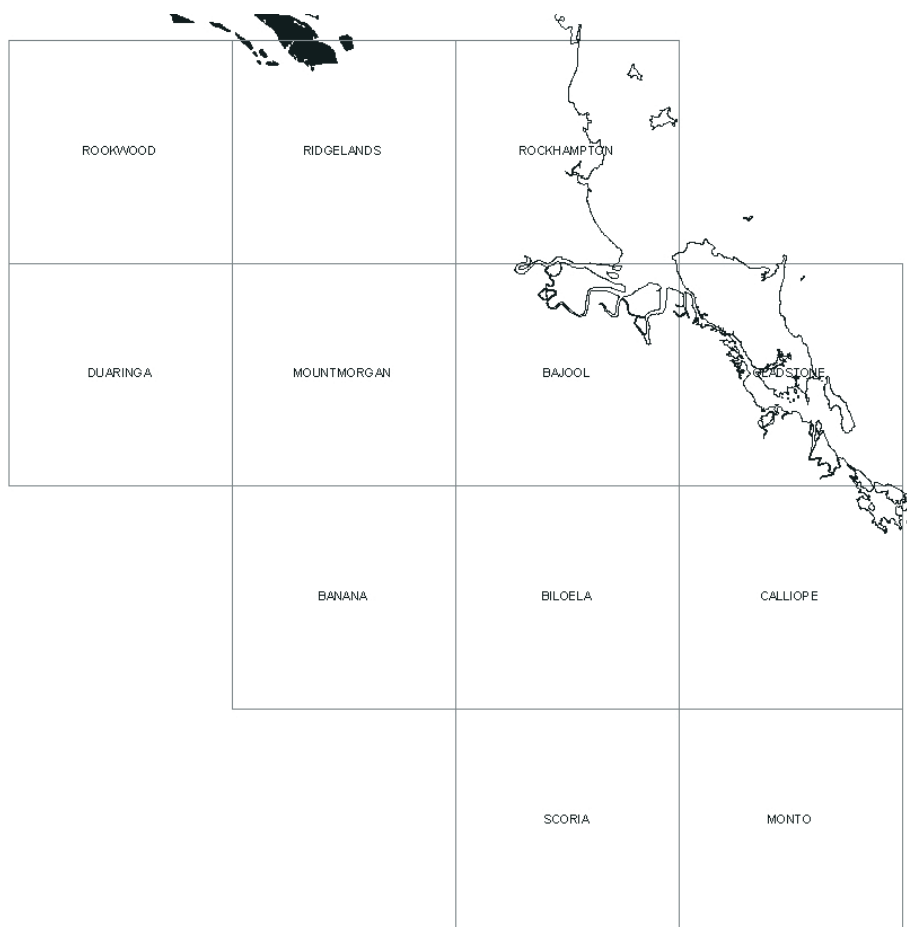 ROOKWOOD
RIDGELANDS
ROCKHAMPTON
DUARINGA
MOUNTMORGAN
BAJOOL
GLADSTONE
BANANA
BILOELA
CALLIOPE
SCORIA
MONTO